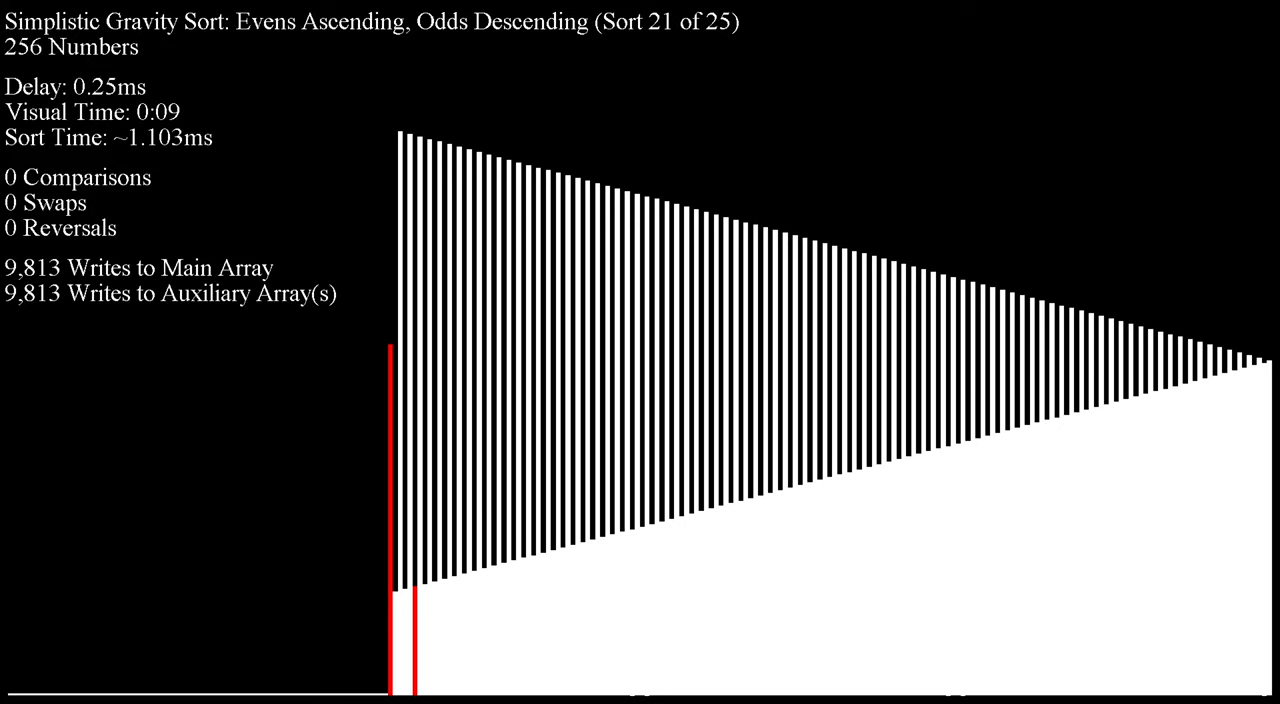 Simplistic Gravity Sort: Evens Ascending, Odds Descending (Sort 21 of 25)
256 Numbers
Delay: 0.25ms
Visual Time: 0:09
Sort Time: ~1.103ms
0 Comparisons
0 Swaps
0 Reversals
9,813 Writes to Main Array
9,813 Writes to Auxiliary Array(s)